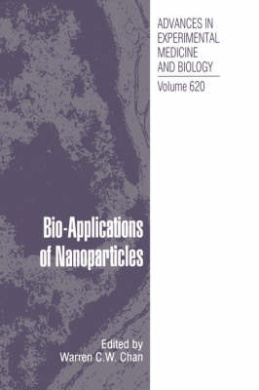 ADVANCES IN
EXPERIMENTAL
MEDICINE
AND BIOLOGY
Volume 620
Bio-Applications
of Nanoparticles
Edited by
Warren C.W. Chan